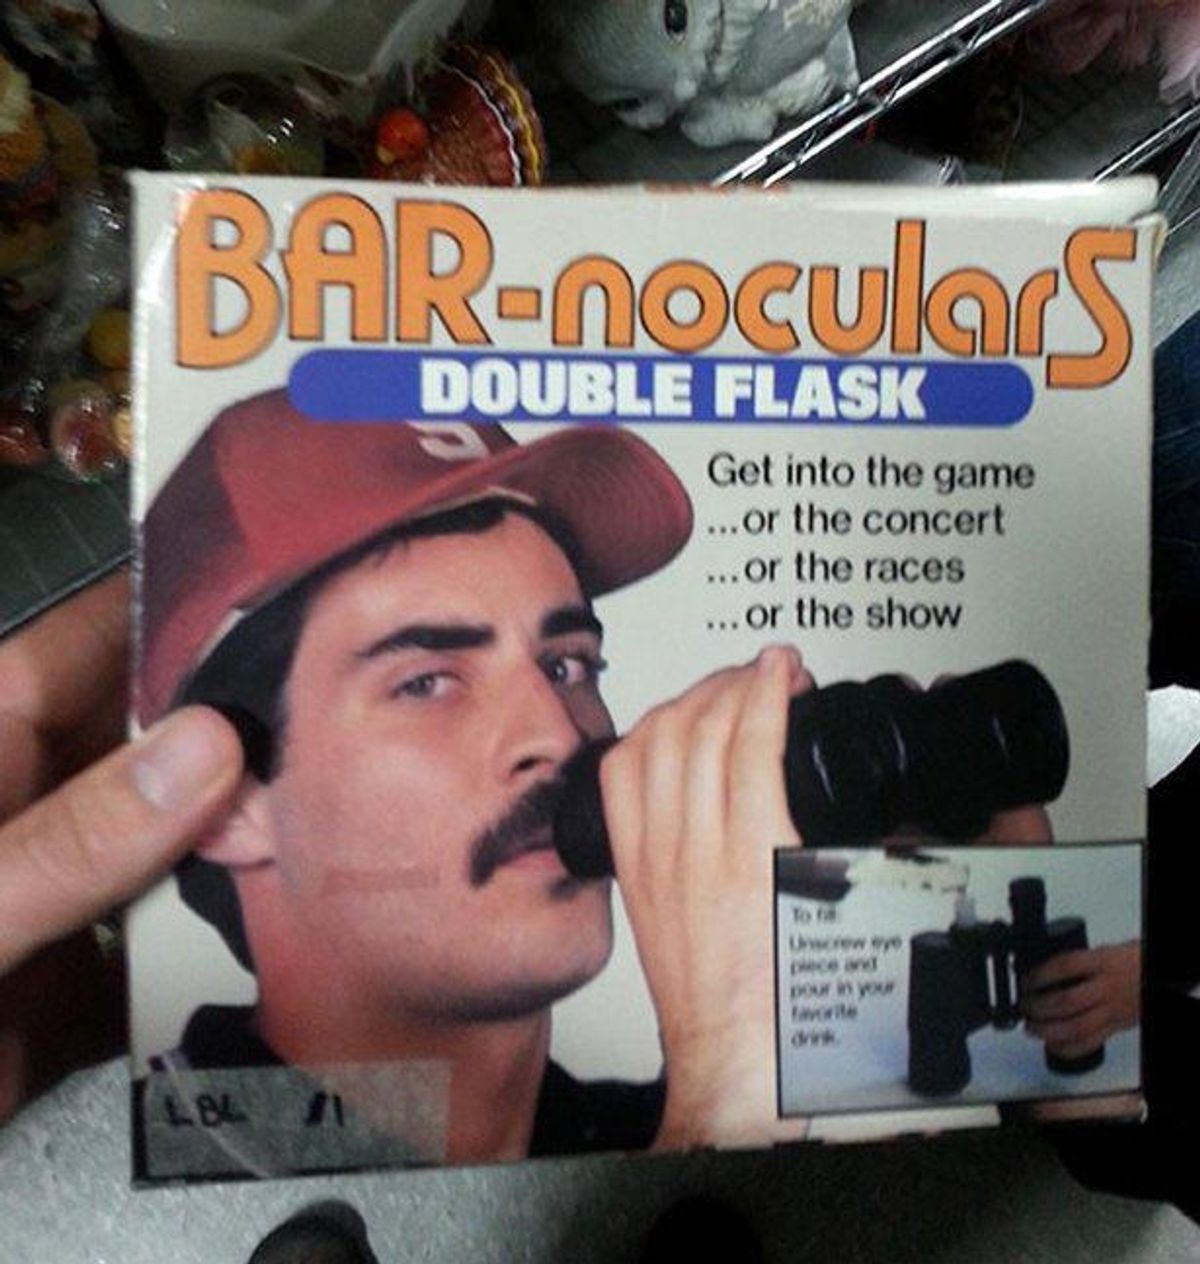 BAR-nocularS
DOUBLE FLASK
Get into the game
...or the concert
...or the races
...or the show
To fill:
Unscrew eye
piece and
pour in your
favorite
drink.
LBL